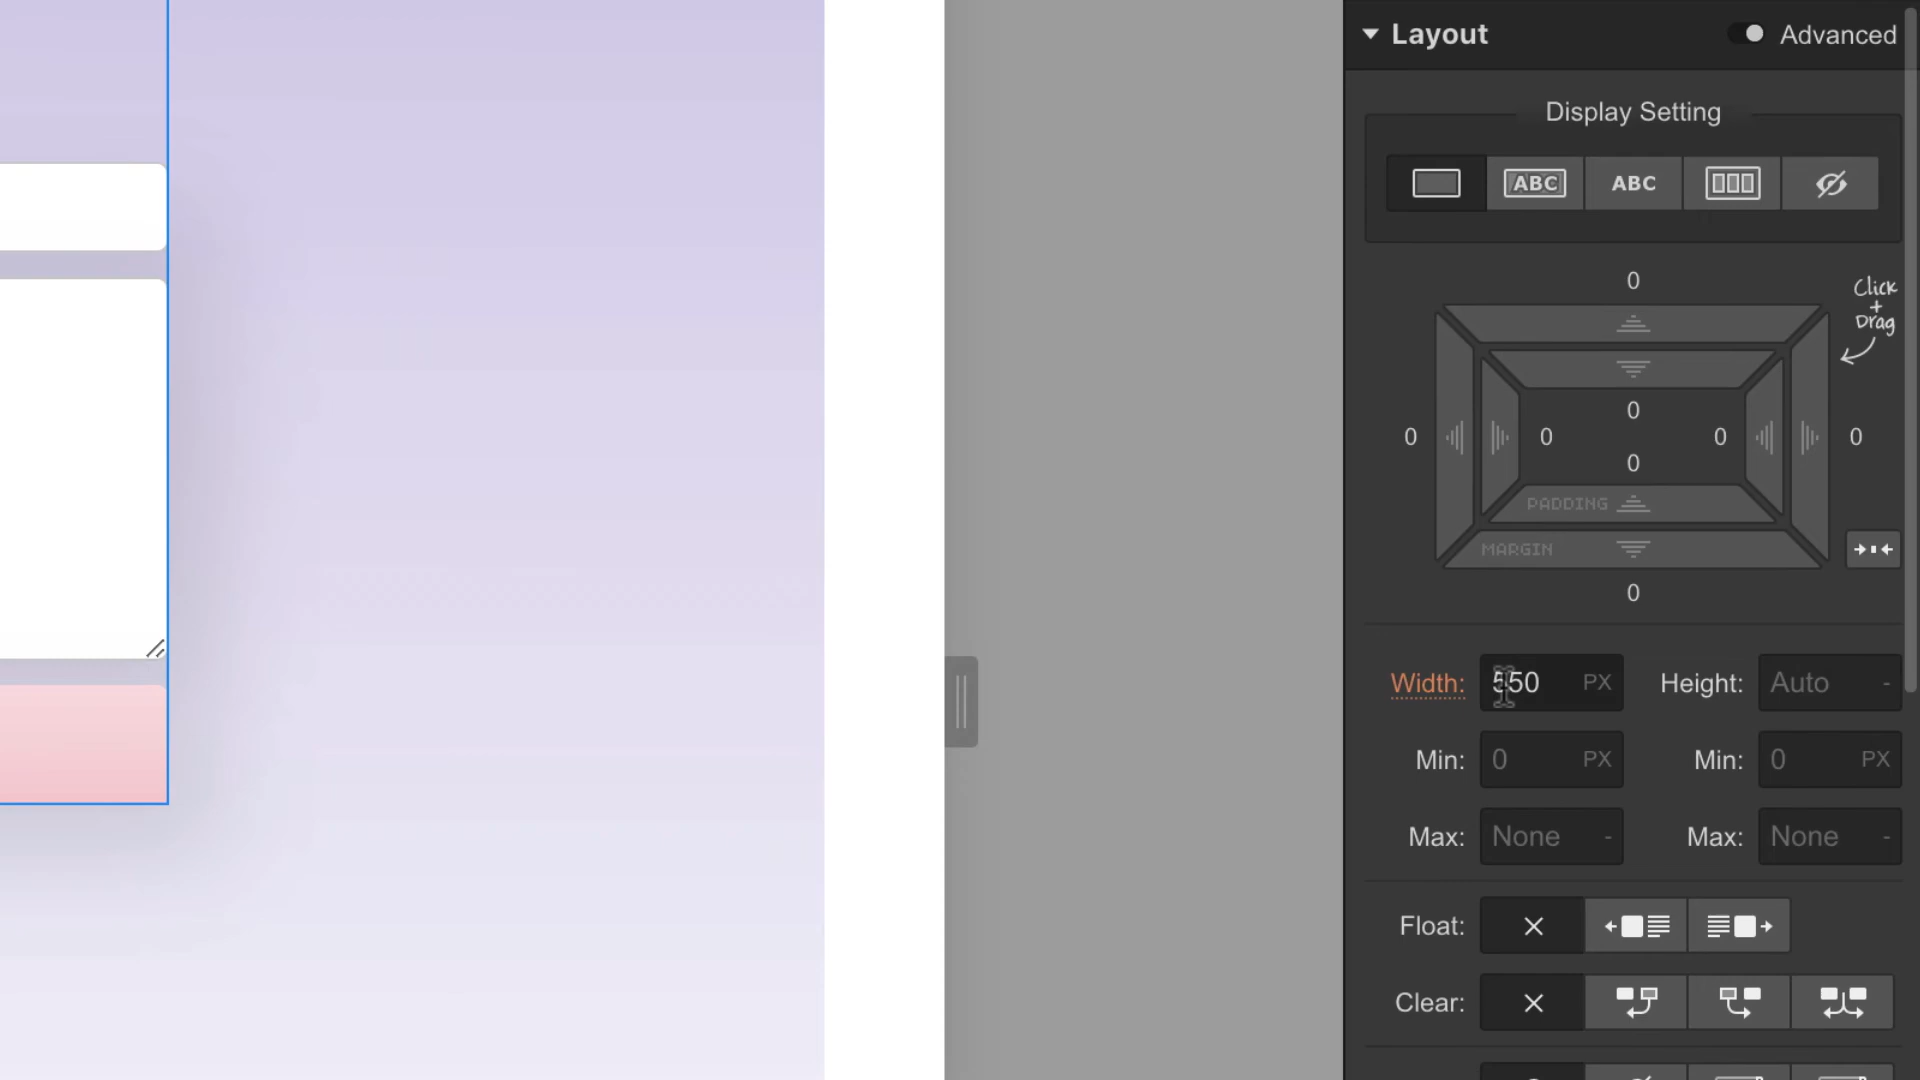 Layout
Advanced
Display Setting
ABC
ABC
0
Click
+
Drag
0
0
0
0
0
0
PADDING
MARGIN
0
Width:
550
PX
Height:
Auto
-
Min:
0
PX
Min:
0
PX
Max:
None
-
Max:
None
-
Float:
Clear: